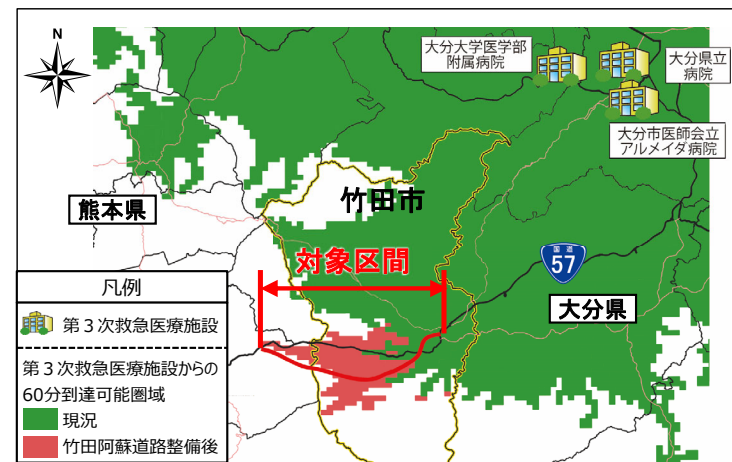 N
大分大学医学部
附属病院
大分県立
病院
大分市医師会立
アルメイダ病院
竹田市
熊本県
対象区間
国道
57
大分県
凡例
第3次救急医療施設
第3次救急医療施設からの
60分到達可能圏域
現況
竹田阿蘇道路整備後